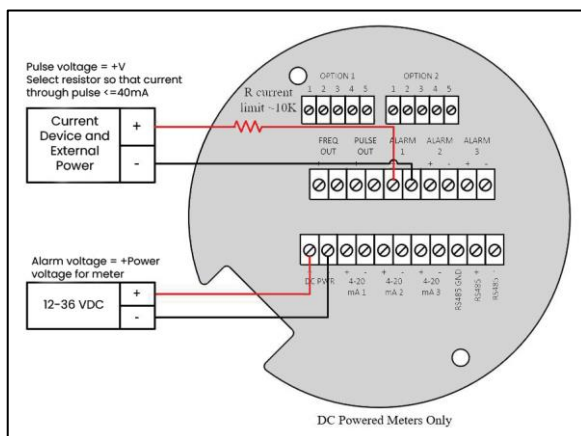 Pulse voltage = +V
Select resistor so that current
through pulse <=40mA
Current
Device and
External
Power
+
-
R current
limit ~10K
OPTION 1
1 2 3 4 5
OPTION 2
1 2 3 4 5
FREQ
OUT
PULSE
OUT
ALARM
1
ALARM
2
ALARM
3
+ -
+ -
Alarm voltage = +Power
voltage for meter
12-36 VDC
+
-
DC PWR
+ -
4-20
mA 1
+ -
4-20
mA 2
+ -
4-20
mA 3
RS485 GND
RS485 +
RS485 -
DC Powered Meters Only